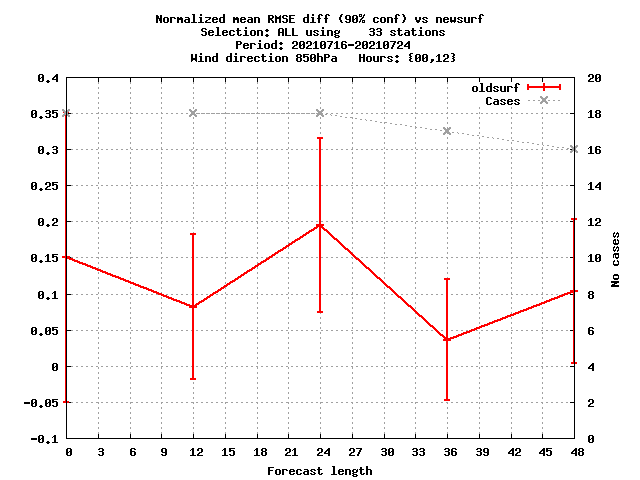 Normalized mean RMSE diff (90% conf) vs newsurf
Selection: ALL using    33 stations
Period: 20210716-20210724
Wind direction 850hPa   Hours: {00,12}
oldsurf
Cases
0.4
0.35
0.3
0.25
0.2
0.15
0.1
0.05
0
-0.05
-0.1
20
18
16
14
12
10
8
6
4
2
0
No cases
0 3 6 9 12 15 18 21 24 27 30 33 36 39 42 45 48
Forecast length